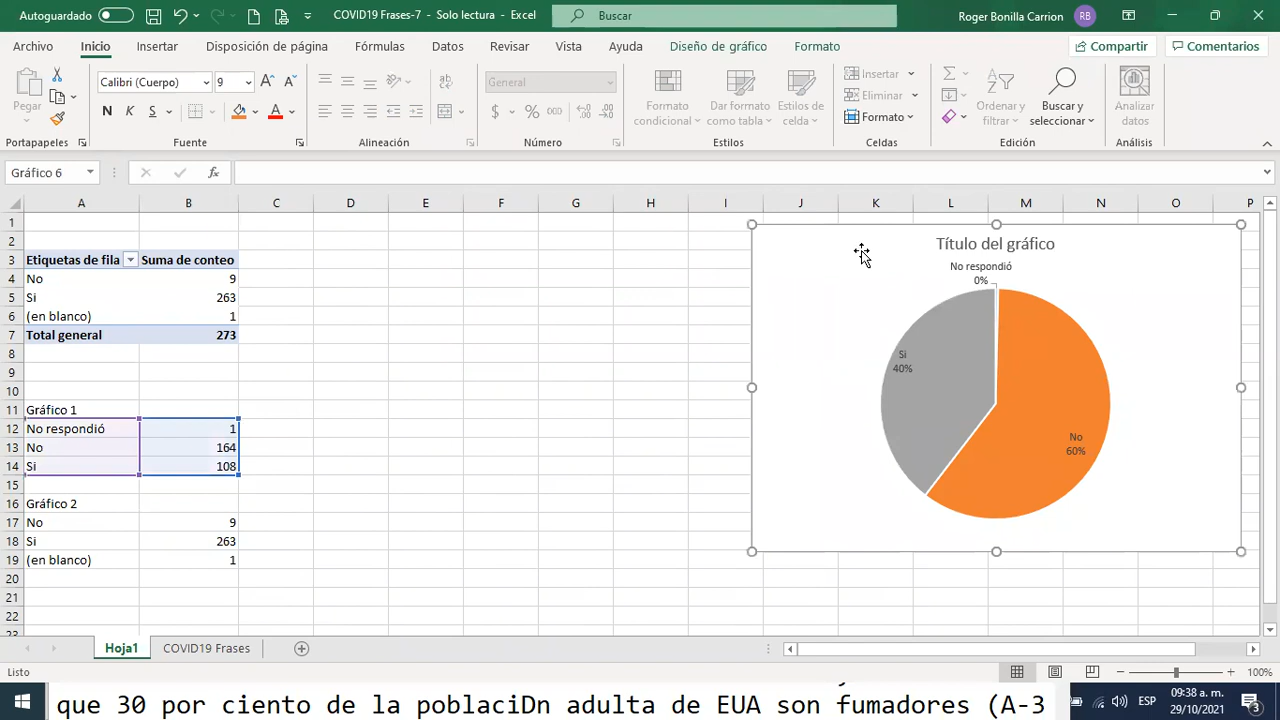 Autoguardado COVID19 Frases-7 - Solo lectura - Excel Buscar Roger Bonilla Carrion RB
Archivo Inicio Insertar Disposición de página Fórmulas Datos Revisar Vista Ayuda Diseño de gráfico Formato Compartir Comentarios
Pegar Calibri (Cuerpo) 9 A A ab General Insertar
N K S A $ % 000 Formato condicional Dar formato como tabla Estilos de celda Eliminar Formato Ordenar y filtrar Buscar y seleccionar Analizar datos
Portapapeles Fuente Alineación Número Estilos Celdas Edición Análisis
Gráfico 6 fx
A B C D E F G H I J K L M N O P
1
2
3 Etiquetas de fila Suma de conteo
4 No 9
5 Si 263
6 (en blanco) 1
7 Total general 273
8
9
10
11 Gráfico 1
12 No respondió 1
13 No 164
14 Si 108
15
16 Gráfico 2
17 No 9
18 Si 263
19 (en blanco) 1
20
21
22
23
Título del gráfico
No respondió
0%
Si
40%
No
60%
Hoja1 COVID19 Frases
Listo 100%
que 30 por ciento de la poblaciDn adulta de EUA son fumadores (A-3
ESP 09:38 a. m.
29/10/2021 3